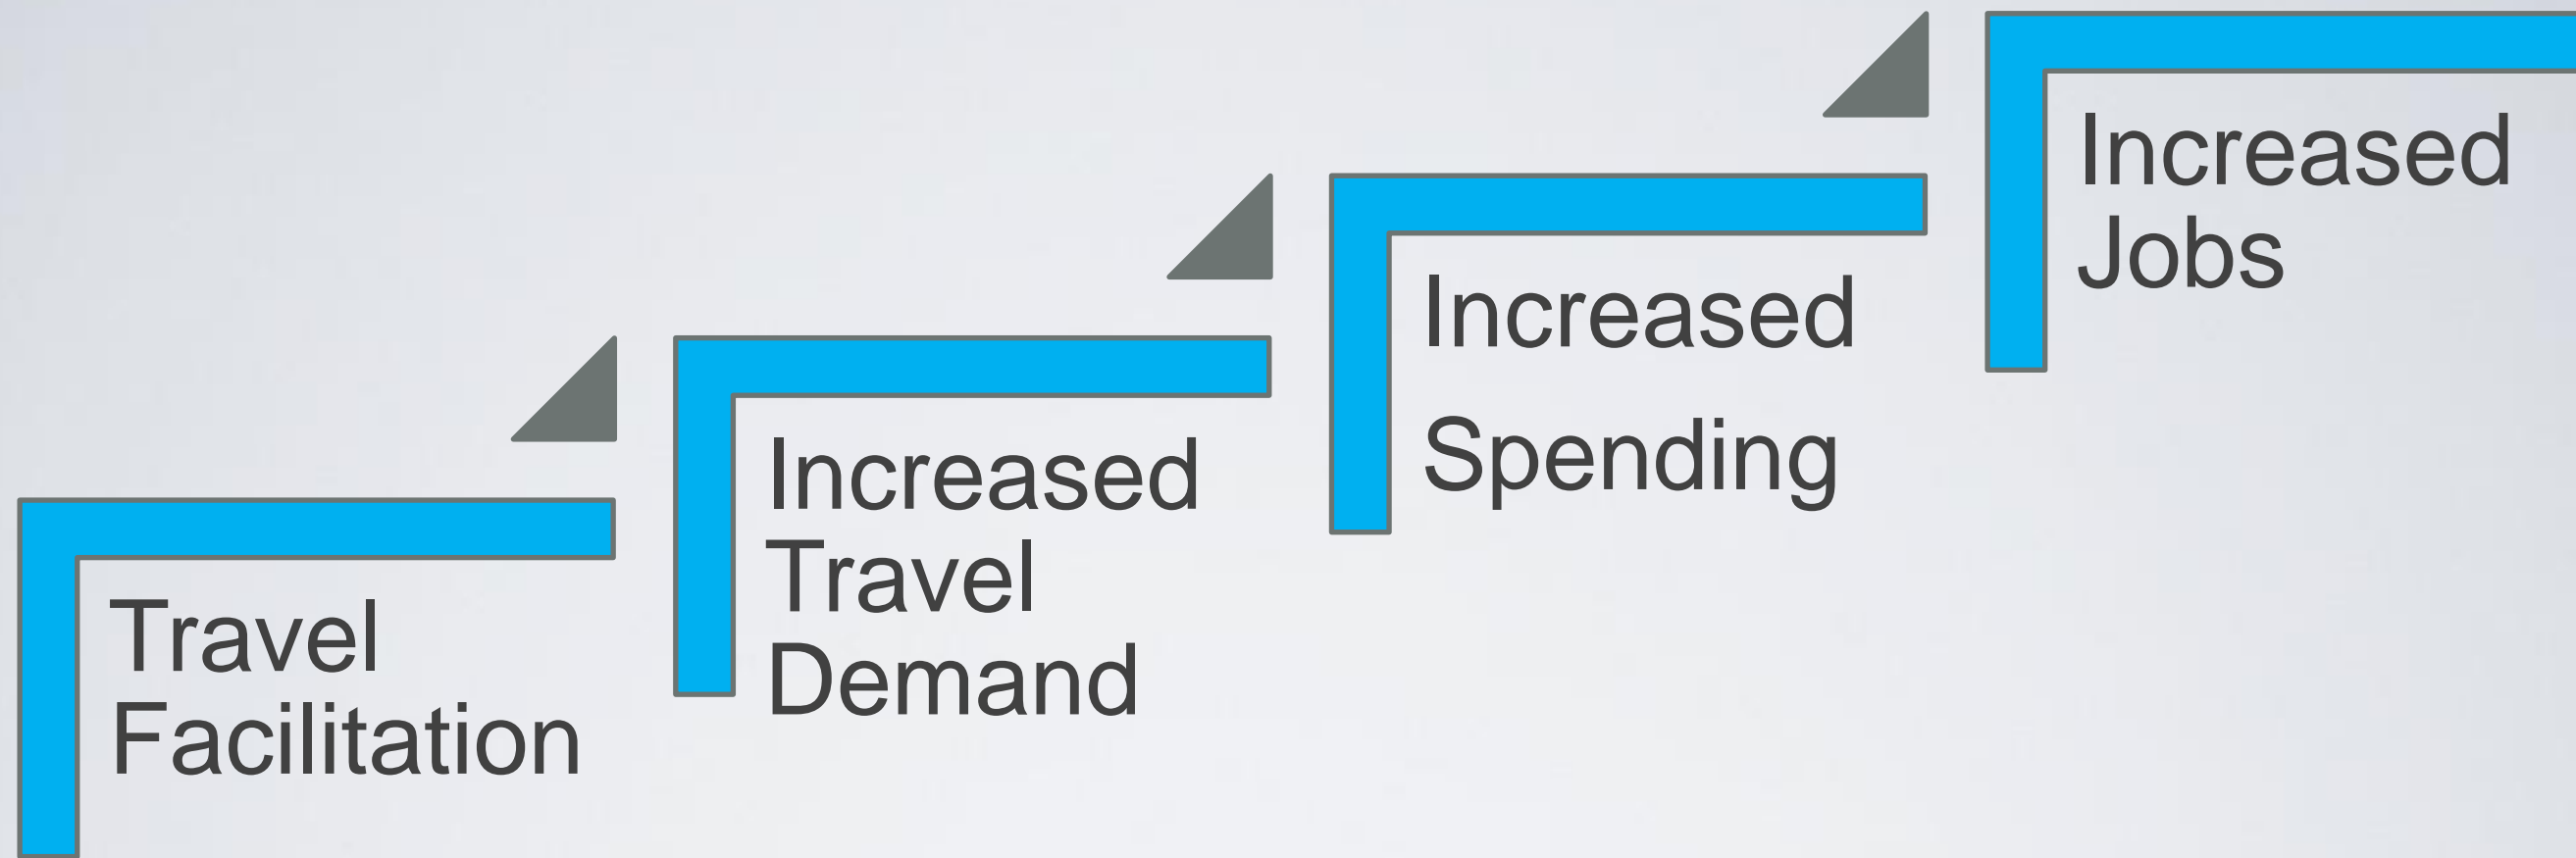 Travel
Facilitation
Increased
Travel
Demand
Increased
Spending
Increased
Jobs